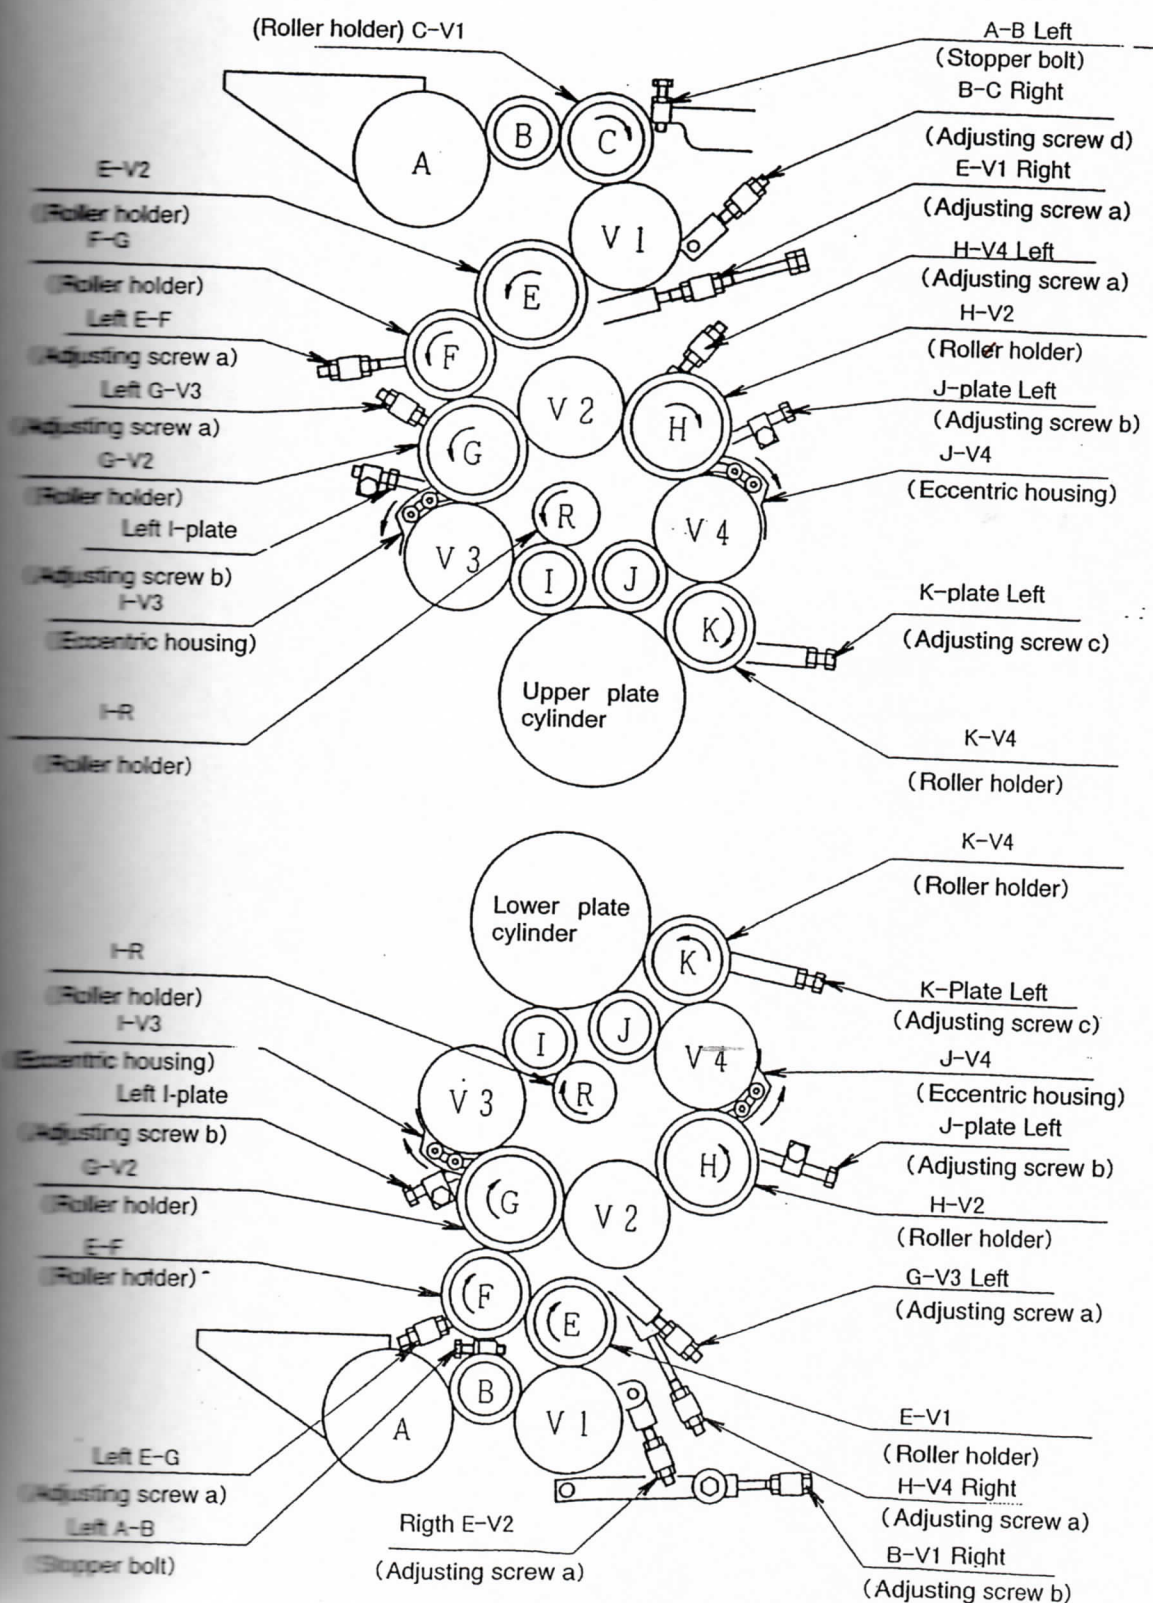 (Roller holder) C-V1
A-B Left
(Stopper bolt)
B-C Right
(Adjusting screw d)
E-V1 Right
(Adjusting screw a)
H-V4 Left
(Adjusting screw a)
H-V2
(Roller holder)
J-plate Left
(Adjusting screw b)
J-V4
(Eccentric housing)
K-plate Left
(Adjusting screw c)
K-V4
(Roller holder)
E-V2
(Roller holder)
F-G
(Roller holder)
Left E-F
(Adjusting screw a)
Left G-V3
(Adjusting screw a)
G-V2
(Roller holder)
Left I-plate
(Adjusting screw b)
I-V3
(Eccentric housing)
I-R
(Roller holder)
A
B
C
V1
E
F
V2
H
G
R
V4
V3
I
J
K
Upper plate
cylinder
Lower plate
cylinder
K
I
J
V4
V3
R
H
G
V2
F
E
B
A
V1
K-V4
(Roller holder)
K-Plate Left
(Adjusting screw c)
J-V4
(Eccentric housing)
J-plate Left
(Adjusting screw b)
H-V2
(Roller holder)
G-V3 Left
(Adjusting screw a)
E-V1
(Roller holder)
H-V4 Right
(Adjusting screw a)
B-V1 Right
(Adjusting screw b)
I-R
(Roller holder)
I-V3
(Eccentric housing)
Left I-plate
(Adjusting screw b)
G-V2
(Roller holder)
E-F
(Roller holder)
Left E-G
(Adjusting screw a)
Left A-B
(Stopper bolt)
Rigth E-V2
(Adjusting screw a)